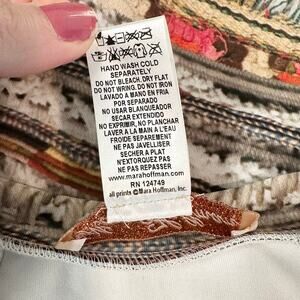 HAND WASH COLD
SEPARATELY
DO NOT BLEACH. DRY FLAT
DO NOT WRING. DO NOT IRON
LAVADO A MANO EN FRIA
POR SEPARADO
NO USAR BLANQUEADOR
SECAR EXTENDIDO
NO EXPRIMIR, NO PLANCHAR
LAVER À LA MAIN À L'EAU
FROIDE SÉPARÉMENT
NE PAS JAVELLISER
SÉCHER À PLAT
N'EXTORQUEZ PAS
NE PAS REPASSER
www.marahoffman.com
RN 124749
all prints © Mara Hoffman, Inc.